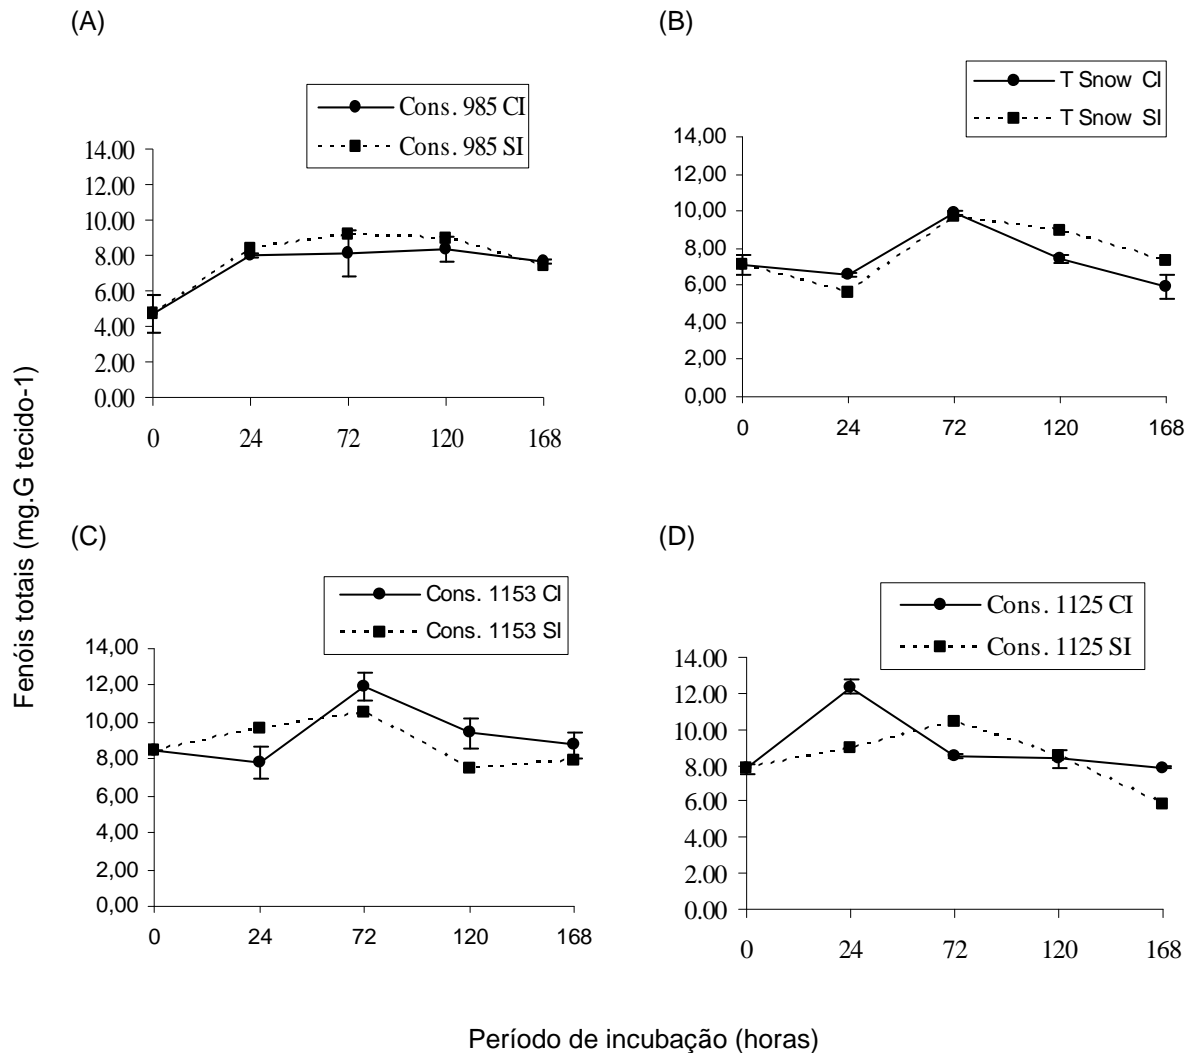 (A)
Cons. 985 CI
Cons. 985 SI
14.00
12.00
10.00
8.00
6.00
4.00
2.00
0.00
0 24 72 120 168
(B)
T Snow CI
T Snow SI
14,00
12,00
10,00
8,00
6,00
4,00
2,00
0,00
0 24 72 120 168
Fenóis totais (mg.G tecido-1)
(C)
Cons. 1153 CI
Cons. 1153 SI
14,00
12,00
10,00
8,00
6,00
4,00
2,00
0,00
0 24 72 120 168
(D)
Cons. 1125 CI
Cons. 1125 SI
14.00
12.00
10.00
8.00
6.00
4.00
2.00
0.00
0 24 72 120 168
Período de incubação (horas)